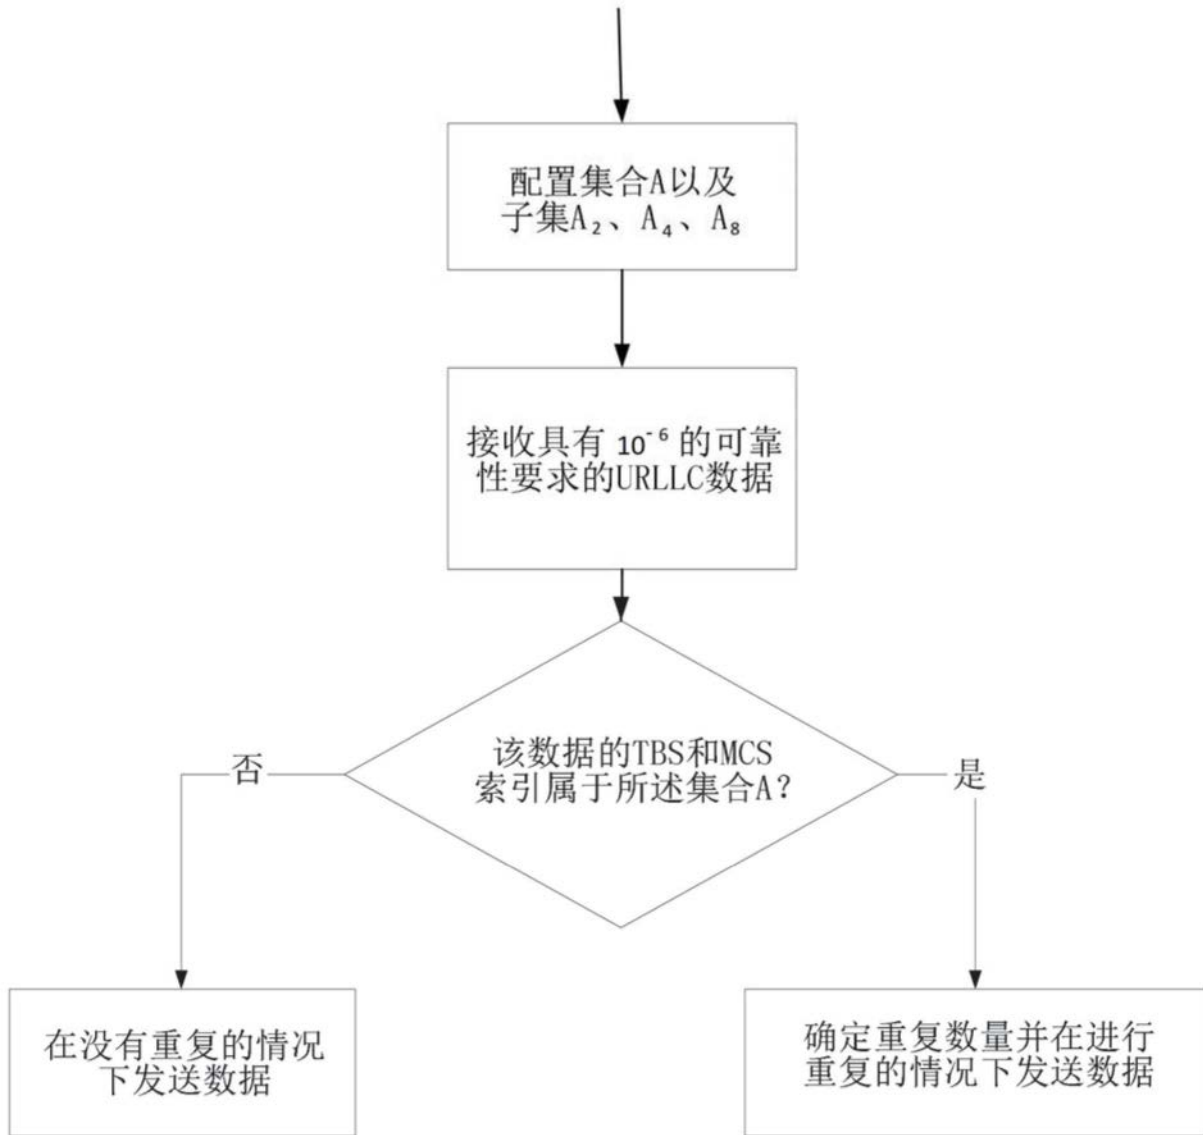 配置集合A以及
子集A₂、A₄、A₈
接收具有 10⁻⁶ 的可靠
性要求的URLLC数据
该数据的TBS和MCS
索引属于所述集合A？
否
是
在没有重复的情况
下发送数据
确定重复数量并在进行
重复的情况下发送数据